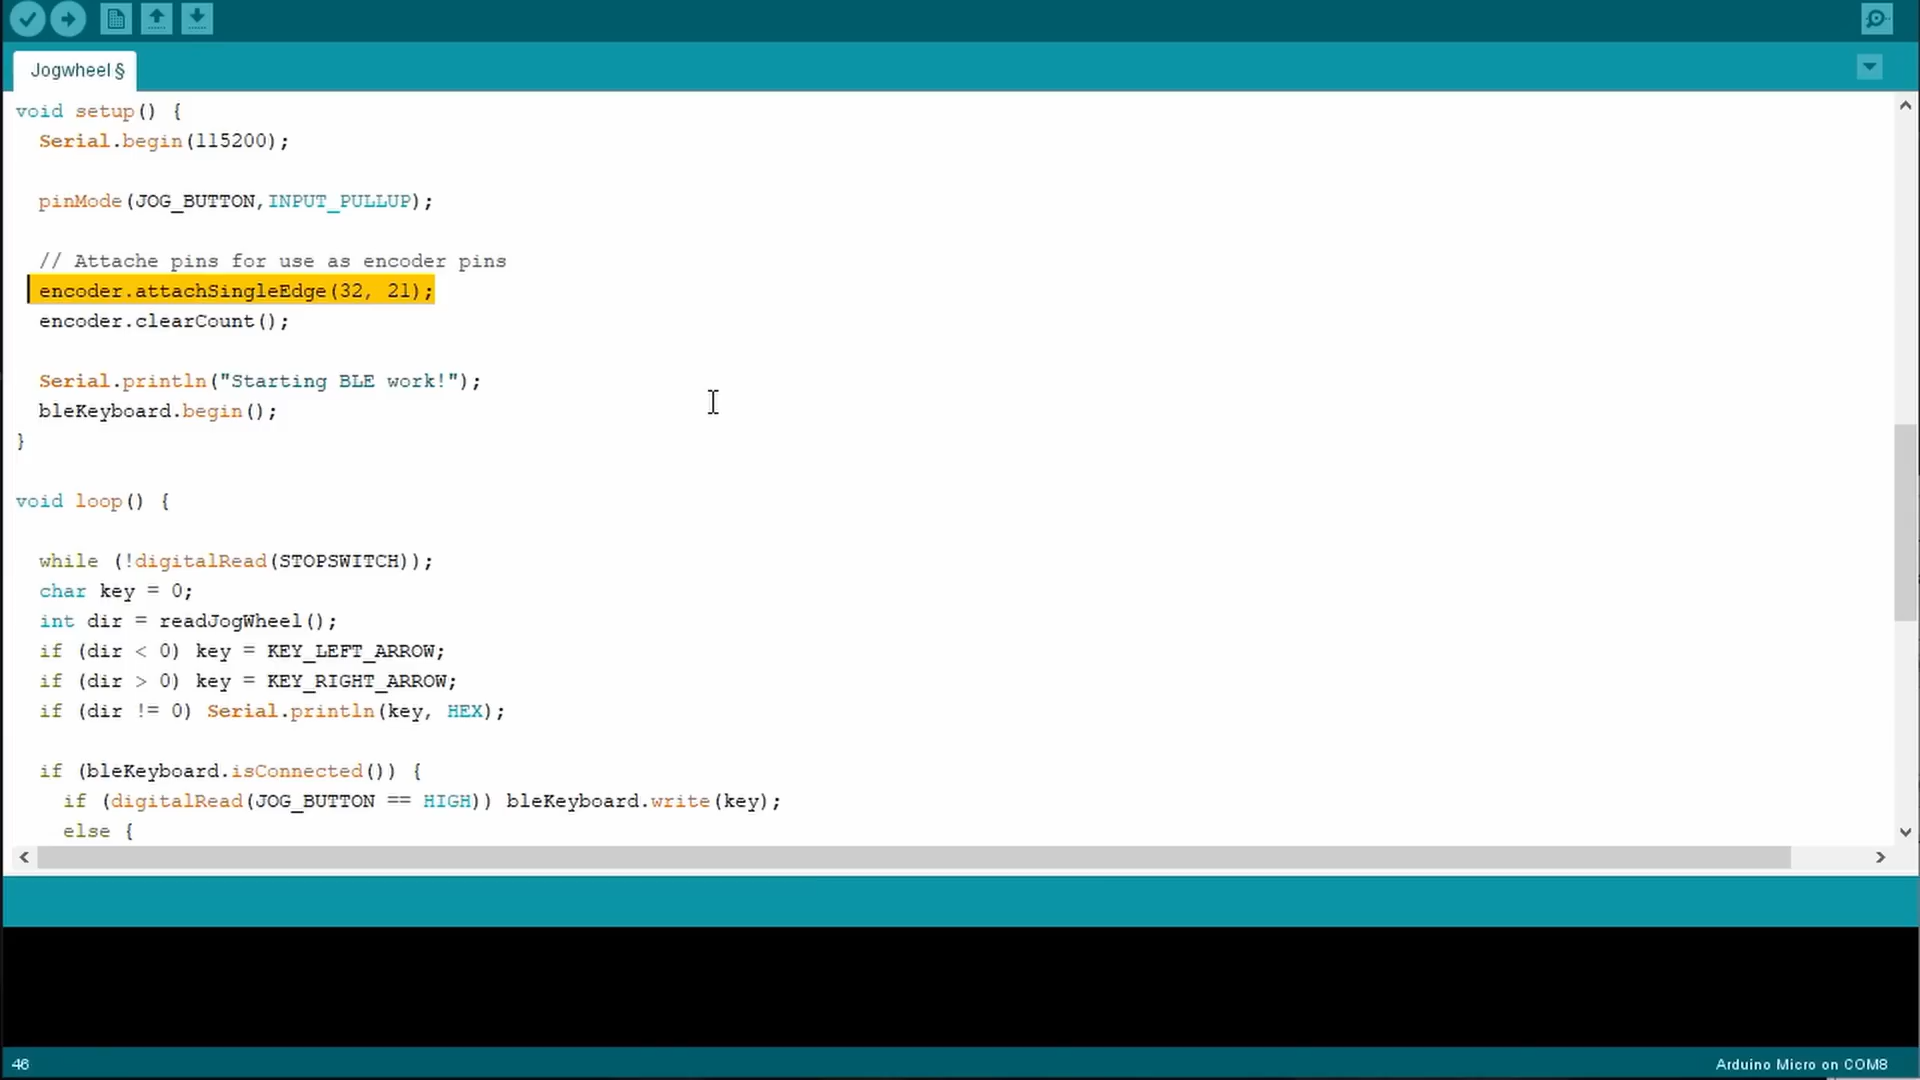 Jogwheel §
void setup() {
Serial.begin(115200);
pinMode(JOG_BUTTON,INPUT_PULLUP);
// Attache pins for use as encoder pins
encoder.attachSingleEdge(32, 21);
encoder.clearCount();
Serial.println("Starting BLE work!");
bleKeyboard.begin();
}
void loop() {
while (!digitalRead(STOPSWITCH));
char key = 0;
int dir = readJogWheel();
if (dir < 0) key = KEY_LEFT_ARROW;
if (dir > 0) key = KEY_RIGHT_ARROW;
if (dir != 0) Serial.println(key, HEX);
if (bleKeyboard.isConnected()) {
if (digitalRead(JOG_BUTTON == HIGH)) bleKeyboard.write(key);
else {
46
Arduino Micro on COM8